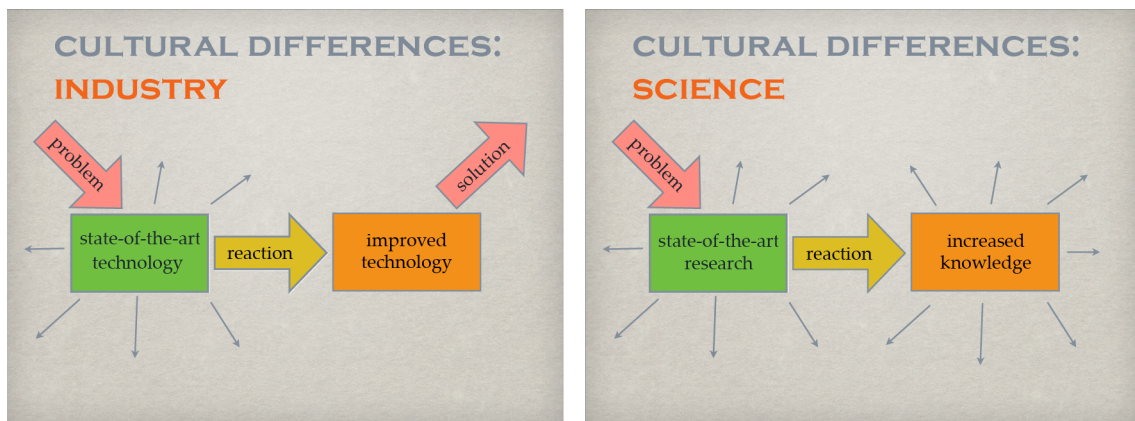 CULTURAL DIFFERENCES:
INDUSTRY
problem
solution
state-of-the-art
technology
reaction
improved
technology
CULTURAL DIFFERENCES:
SCIENCE
problem
state-of-the-art
research
reaction
increased
knowledge